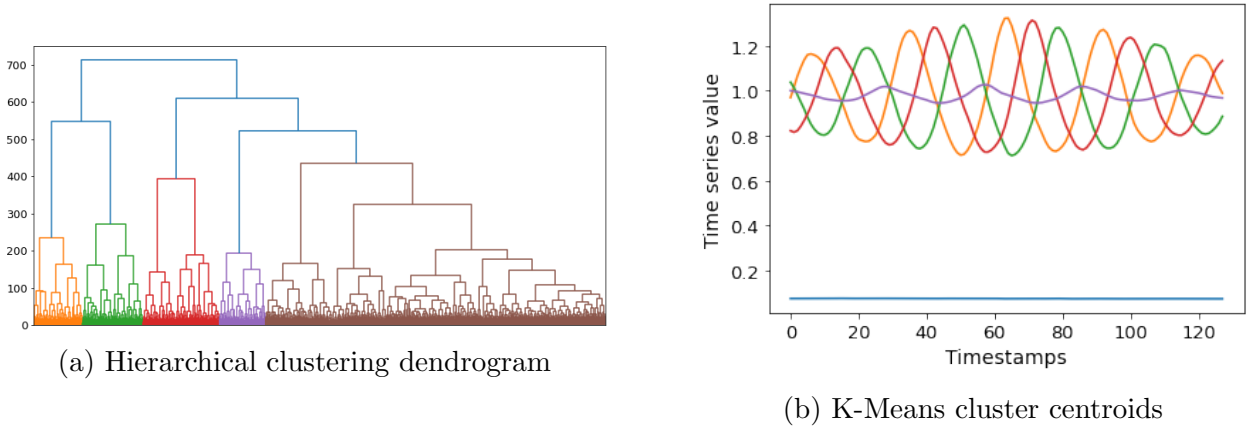 700
600
500
400
300
200
100
0
(a) Hierarchical clustering dendrogram
Time series value
1.2
1.0
0.8
0.6
0.4
0.2
0 20 40 60 80 100 120
Timestamps
(b) K-Means cluster centroids